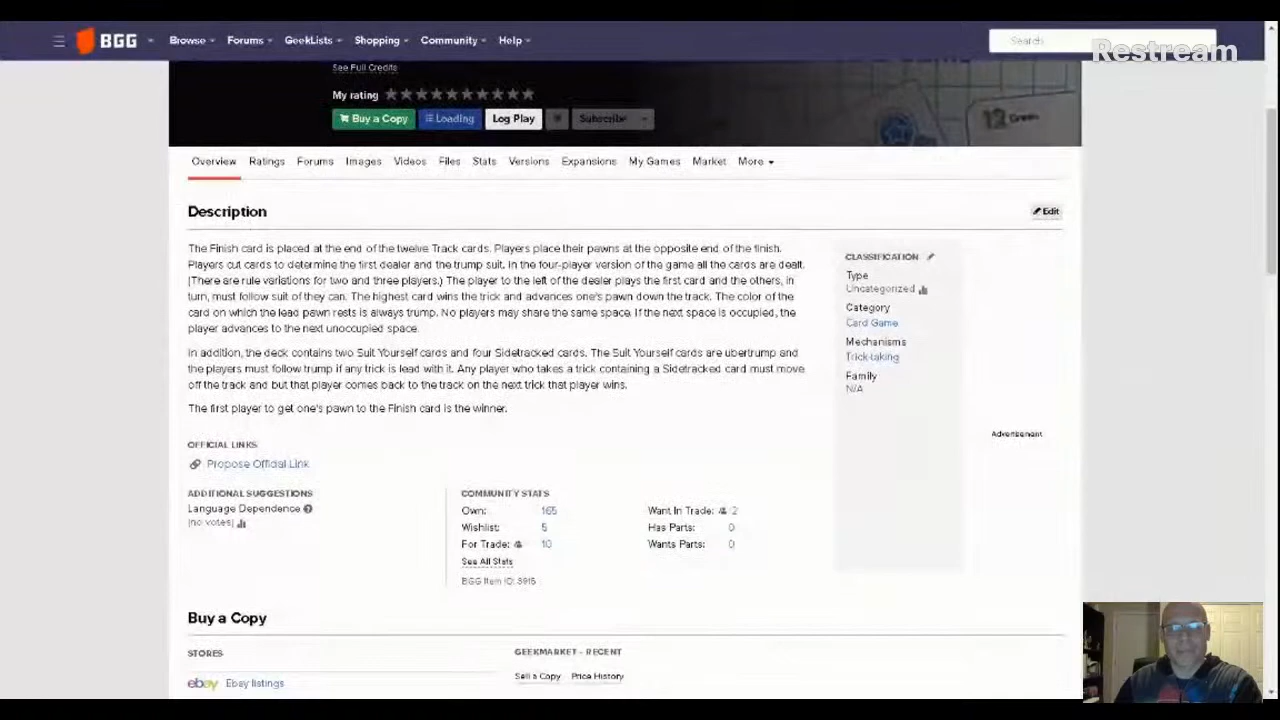 BGG Browse Forums GeekLists Shopping Community Help Search
Restream
See Full Credits
My rating
Buy a Copy Loading Log Play Subscribe
12 Green
Overview Ratings Forums Images Videos Files Stats Versions Expansions My Games Market More
Description
Edit
The Finish card is placed at the end of the twelve Track cards. Players place their pawns at the opposite end of the finish.
Players cut cards to determine the first dealer and the trump suit. In the four-player version of the game all the cards are dealt.
(There are rule variations for two and three players.) The player to the left of the dealer plays the first card and the others, in
turn, must follow suit of they can. The highest card wins the trick and advances one's pawn down the track. The color of the
card on which the lead pawn rests is always trump. No players may share the same space. If the next space is occupied, the
player advances to the next unoccupied space.
In addition, the deck contains two Suit Yourself cards and four Sidetracked cards. The Suit Yourself cards are ubertrump and
the players must follow trump if any trick is lead with it. Any player who takes a trick containing a Sidetracked card must move
off the track and but that player comes back to the track on the next trick that player wins.
The first player to get one's pawn to the Finish card is the winner.
CLASSIFICATION
Type
Uncategorized
Category
Card Game
Mechanisms
Trick-taking
Family
N/A
Advertisement
OFFICIAL LINKS
Propose Official Link
ADDITIONAL SUGGESTIONS
Language Dependence
(no votes)
COMMUNITY STATS
Own: 165
Wishlist: 5
For Trade: 10
See All Stats
BGG Item ID: 3915
Want In Trade: 2
Has Parts: 0
Wants Parts: 0
Buy a Copy
STORES
ebay Ebay listings
GEEKMARKET - RECENT
Sell a Copy Price History